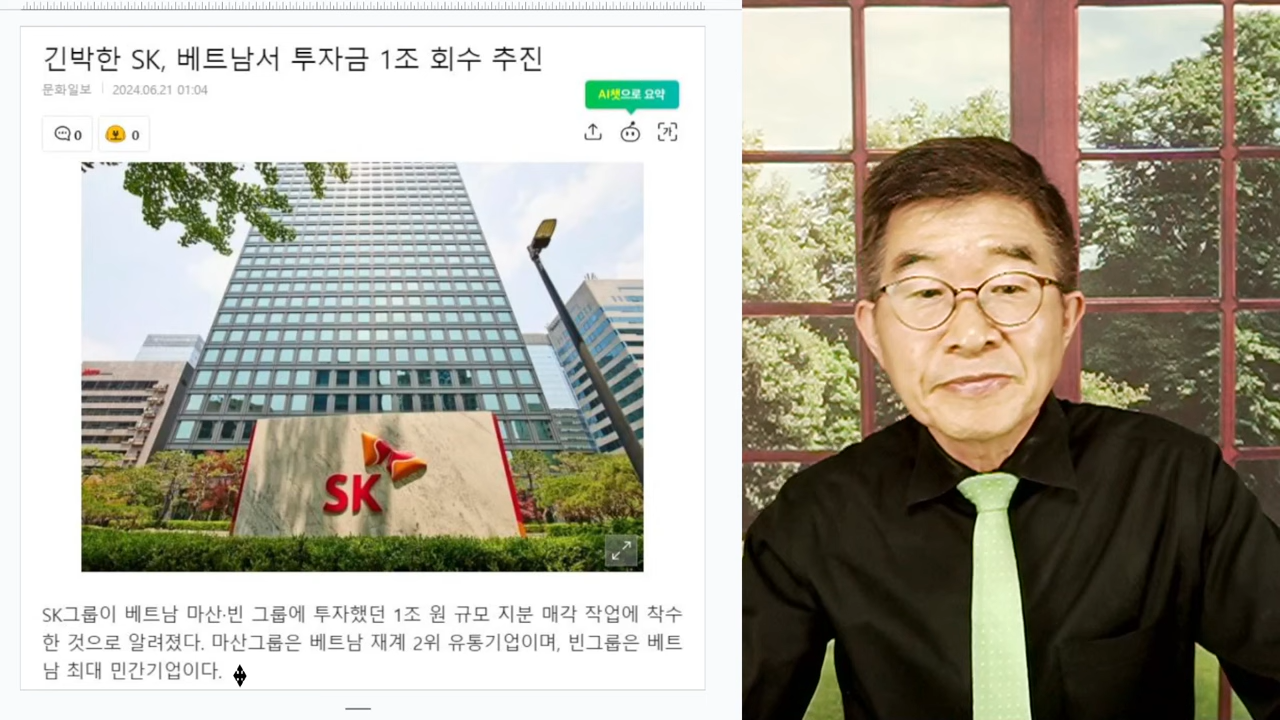 긴박한 SK, 베트남서 투자금 1조 회수 추진
문화일보 2024.06.21 01:04
AI챗으로 요약
0 0
가
SK
SK그룹이 베트남 마산·빈 그룹에 투자했던 1조 원 규모 지분 매각 작업에 착수
한 것으로 알려졌다. 마산그룹은 베트남 재계 2위 유통기업이며, 빈그룹은 베트
남 최대 민간기업이다.